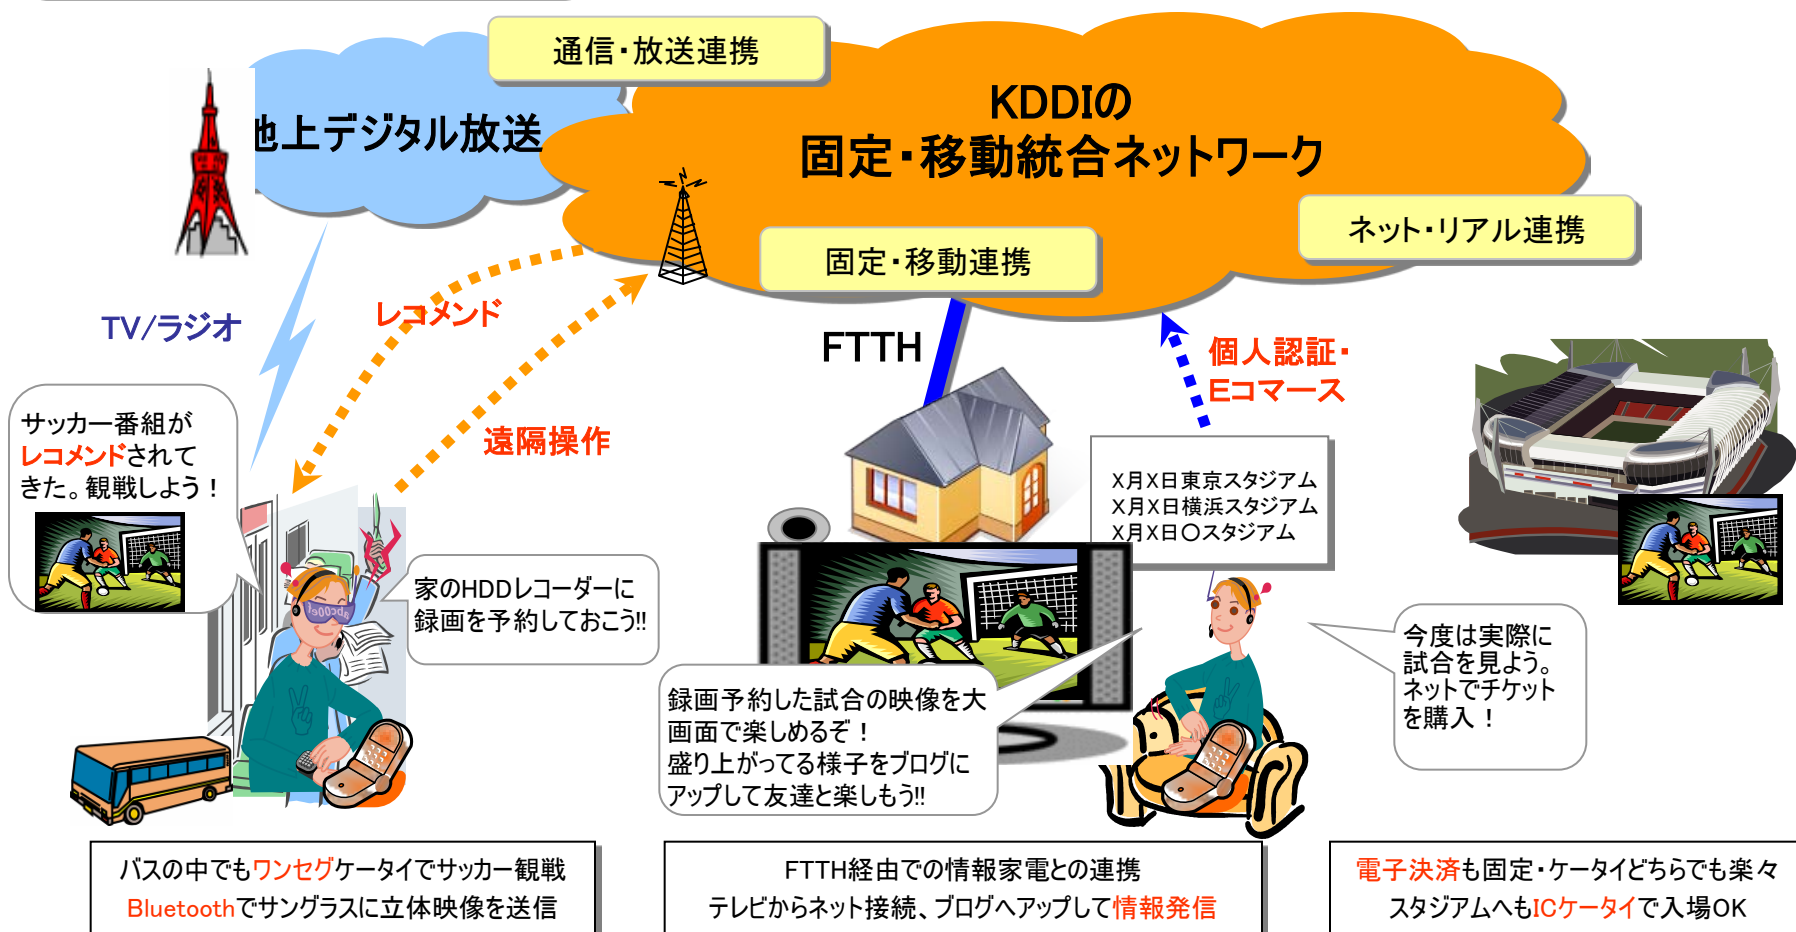 通信・放送連携
KDDIの
固定・移動統合ネットワーク
地上デジタル放送
ネット・リアル連携
固定・移動連携
TV/ラジオ
レコメンド
FTTH
個人認証・
Eコマース
遠隔操作
サッカー番組が
レコメンドされて
きた。観戦しよう！
X月X日東京スタジアム
X月X日横浜スタジアム
X月X日○スタジアム
家のHDDレコーダーに
録画を予約しておこう!!
今度は実際に
試合を見よう。
ネットでチケット
を購入！
録画予約した試合の映像を大
画面で楽しめるぞ！
盛り上がってる様子をブログに
アップして友達と楽しもう!!
バスの中でもワンセグケータイでサッカー観戦
Bluetoothでサングラスに立体映像を送信
FTTH経由での情報家電との連携
テレビからネット接続、ブログへアップして情報発信
電子決済も固定・ケータイどちらでも楽々
スタジアムへもICケータイで入場OK